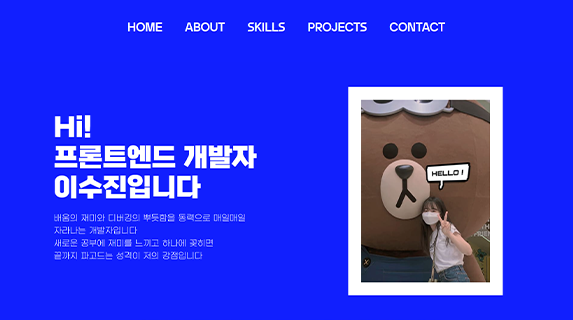 HOME ABOUT SKILLS PROJECTS CONTACT
Hi!
프론트엔드 개발자
이수진입니다
배움의 재미와 디버깅의 뿌듯함을 동력으로 매일매일
자라나는 개발자입니다
새로운 공부에 재미를 느끼고 하나에 꽂히면
끝까지 파고드는 성격이 저의 강점입니다
HELLO !